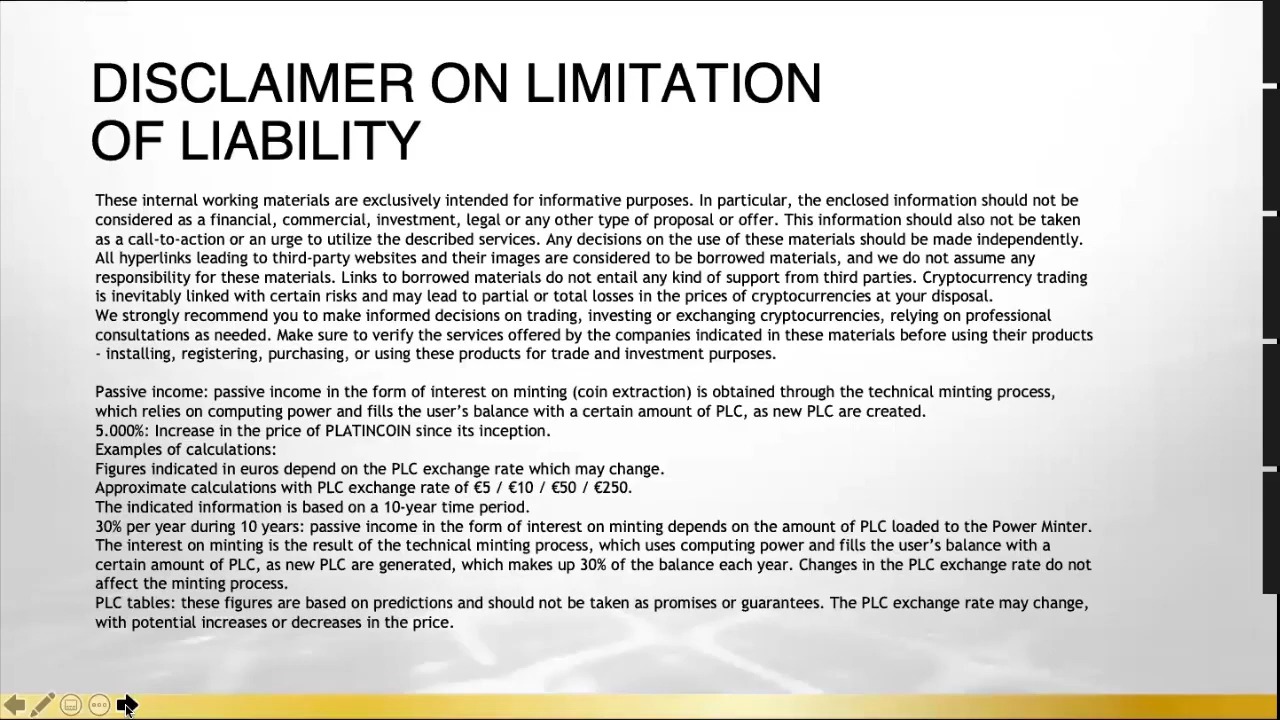 DISCLAIMER ON LIMITATION
OF LIABILITY
These internal working materials are exclusively intended for informative purposes. In particular, the enclosed information should not be
considered as a financial, commercial, investment, legal or any other type of proposal or offer. This information should also not be taken
as a call-to-action or an urge to utilize the described services. Any decisions on the use of these materials should be made independently.
All hyperlinks leading to third-party websites and their images are considered to be borrowed materials, and we do not assume any
responsibility for these materials. Links to borrowed materials do not entail any kind of support from third parties. Cryptocurrency trading
is inevitably linked with certain risks and may lead to partial or total losses in the prices of cryptocurrencies at your disposal.
We strongly recommend you to make informed decisions on trading, investing or exchanging cryptocurrencies, relying on professional
consultations as needed. Make sure to verify the services offered by the companies indicated in these materials before using their products
- installing, registering, purchasing, or using these products for trade and investment purposes.
Passive income: passive income in the form of interest on minting (coin extraction) is obtained through the technical minting process,
which relies on computing power and fills the user's balance with a certain amount of PLC, as new PLC are created.
5.000%: Increase in the price of PLATINCOIN since its inception.
Examples of calculations:
Figures indicated in euros depend on the PLC exchange rate which may change.
Approximate calculations with PLC exchange rate of €5 / €10 / €50 / €250.
The indicated information is based on a 10-year time period.
30% per year during 10 years: passive income in the form of interest on minting depends on the amount of PLC loaded to the Power Minter.
The interest on minting is the result of the technical minting process, which uses computing power and fills the user's balance with a
certain amount of PLC, as new PLC are generated, which makes up 30% of the balance each year. Changes in the PLC exchange rate do not
affect the minting process.
PLC tables: these figures are based on predictions and should not be taken as promises or guarantees. The PLC exchange rate may change,
with potential increases or decreases in the price.